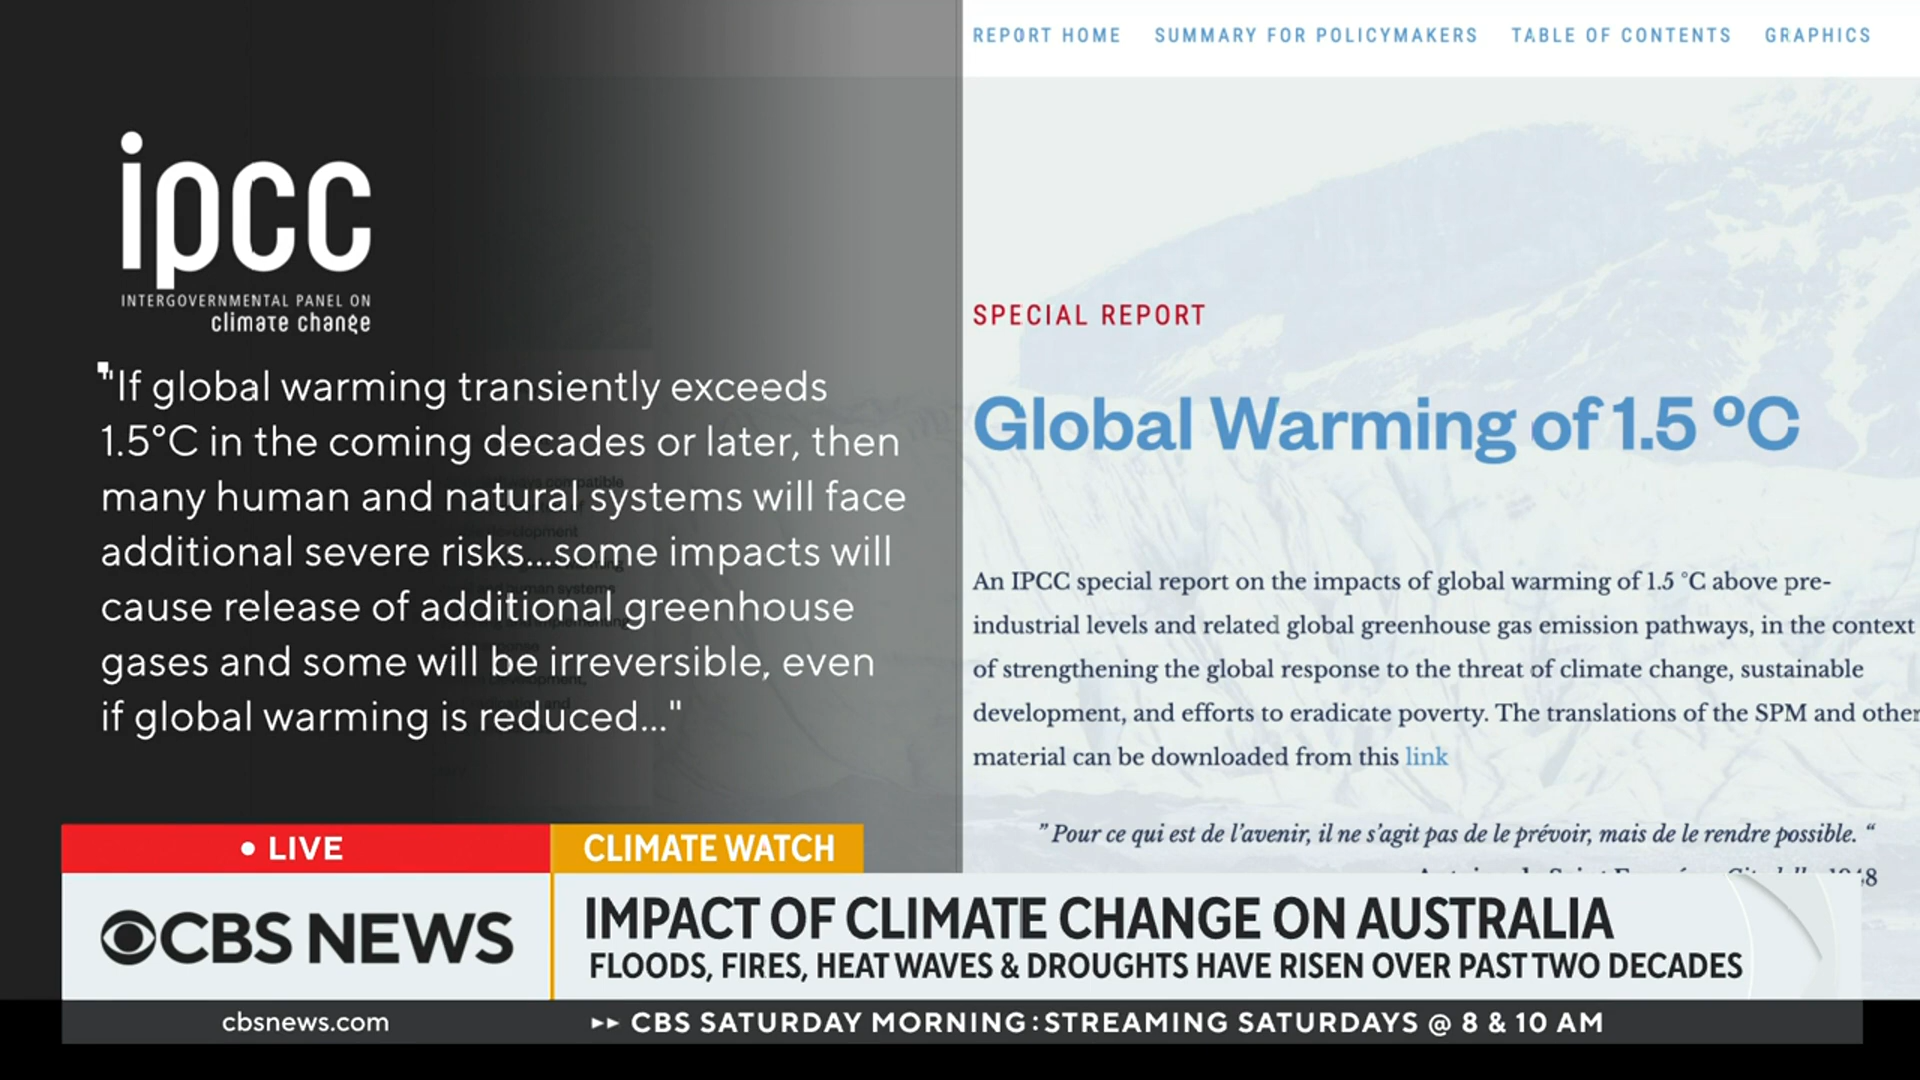 REPORT HOME SUMMARY FOR POLICYMAKERS TABLE OF CONTENTS GRAPHICS
ipcc
INTERGOVERNMENTAL PANEL ON
climate change
"If global warming transiently exceeds
1.5°C in the coming decades or later, then
many human and natural systems will face
additional severe risks...some impacts will
cause release of additional greenhouse
gases and some will be irreversible, even
if global warming is reduced..."
SPECIAL REPORT
Global Warming of 1.5 ºC
An IPCC special report on the impacts of global warming of 1.5 °C above pre-
industrial levels and related global greenhouse gas emission pathways, in the context
of strengthening the global response to the threat of climate change, sustainable
development, and efforts to eradicate poverty. The translations of the SPM and other
material can be downloaded from this link
" Pour ce qui est de l'avenir, il ne s'agit pas de le prévoir, mais de le rendre possible. "
• LIVE
CLIMATE WATCH
CBS NEWS
IMPACT OF CLIMATE CHANGE ON AUSTRALIA
FLOODS, FIRES, HEAT WAVES & DROUGHTS HAVE RISEN OVER PAST TWO DECADES
cbsnews.com
CBS SATURDAY MORNING: STREAMING SATURDAYS @ 8 & 10 AM